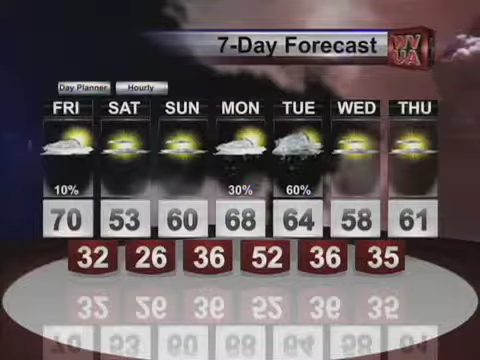 7-Day Forecast
WVUA
Day Planner Hourly
FRI SAT SUN MON TUE WED THU
10% 30% 60%
70 53 60 68 64 58 61
32 26 36 52 36 35